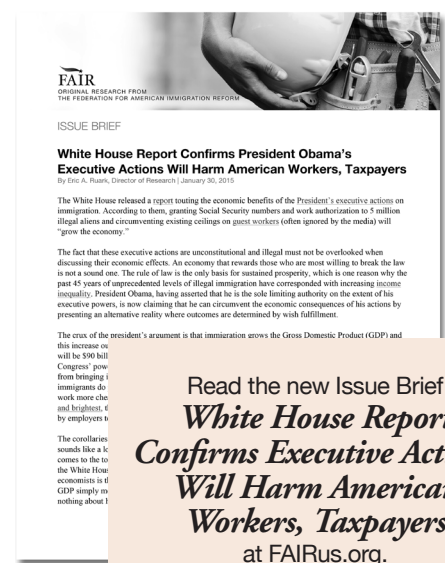 FAIR
ORIGINAL RESEARCH FROM
THE FEDERATION FOR AMERICAN IMMIGRATION REFORM
ISSUE BRIEF
White House Report Confirms President Obama's
Executive Actions Will Harm American Workers, Taxpayers
By Eric A. Ruark, Director of Research | January 30, 2015
The White House released a report touting the economic benefits of the President's executive actions on
immigration. According to them, granting Social Security numbers and work authorization to 5 million
illegal aliens and circumventing existing ceilings on guest workers (often ignored by the media) will
"grow the economy."
The fact that these executive actions are unconstitutional and illegal must not be overlooked when
discussing their economic effects. An economy that rewards those who are most willing to break the law
is not a sound one. The rule of law is the only basis for sustained prosperity, which is one reason why the
past 45 years of unprecedented levels of illegal immigration have corresponded with increasing income
inequality. President Obama, having asserted that he is the sole limiting authority on the extent of his
executive powers, is now claiming that he can circumvent the economic consequences of his actions by
presenting an alternative reality where outcomes are determined by wish fulfillment.
The crux of the president's argument is that immigration grows the Gross Domestic Product (GDP) and
this increase ou
will be $90 bill
Congress' pow
from bringing i
immigrants do
work more che
and brightest, t
by employers to
The corollaries
sounds like a lo
comes to the to
the White Hous
economists is th
GDP simply m
nothing about h
Read the new Issue Brief
White House Repor
Confirms Executive Act
Will Harm America
Workers, Taxpayers
at FAIRus.org.